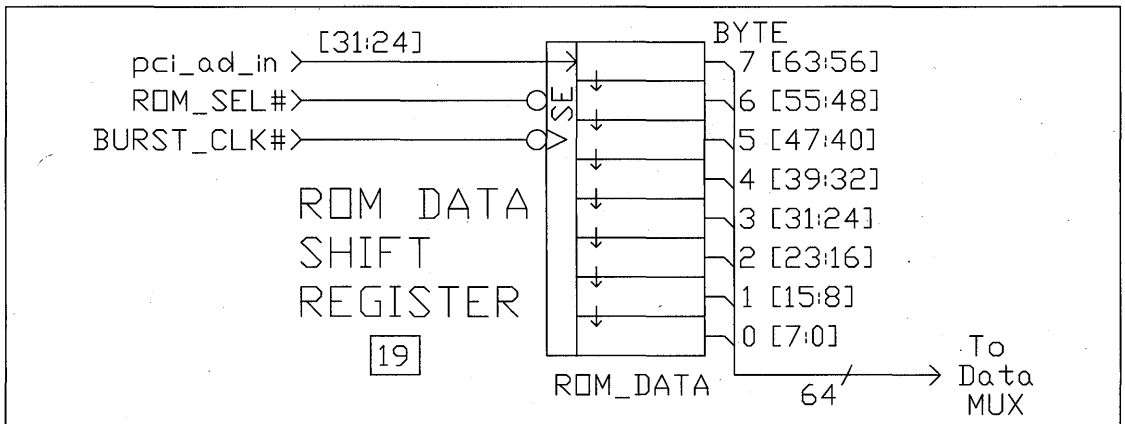 [31:24]
BYTE
pci_ad_in
7 [63:56]
ROM_SEL#
SE
6 [55:48]
BURST_CLK#
5 [47:40]
4 [39:32]
ROM DATA
3 [31:24]
SHIFT
2 [23:16]
REGISTER
1 [15:8]
0 [7:0]
19
ROM_DATA
64
To
Data
MUX